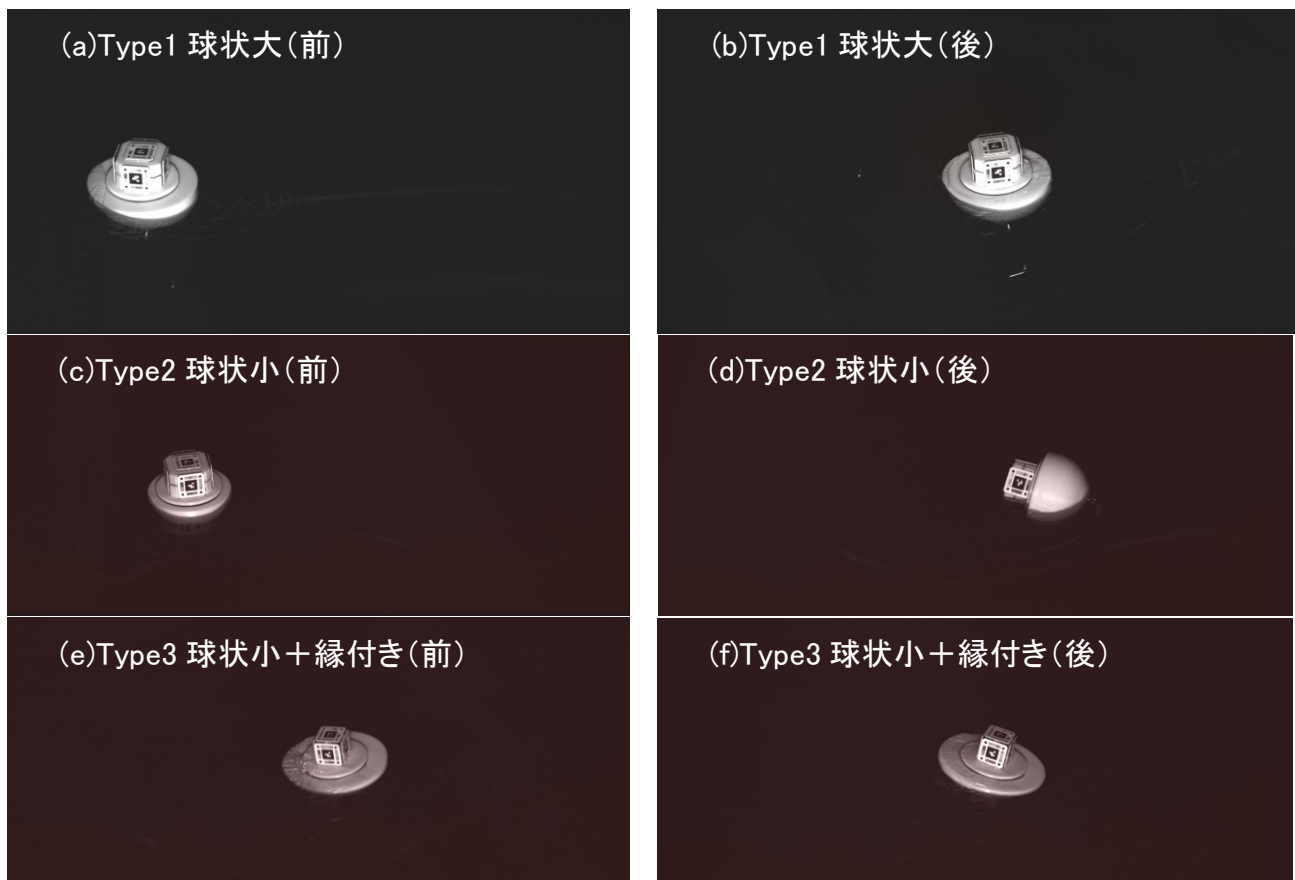 (a)Type1 球状大（前）
(b)Type1 球状大（後）
(c)Type2 球状小（前）
(d)Type2 球状小（後）
(e)Type3 球状小＋縁付き（前）
(f)Type3 球状小＋縁付き（後）